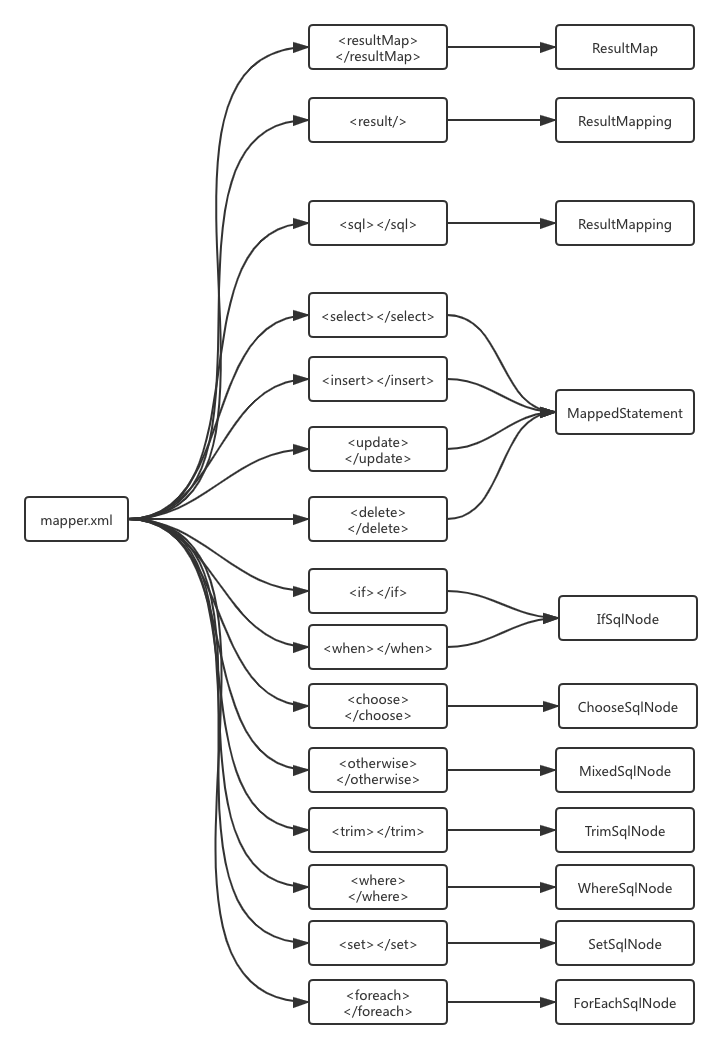 <resultMap>
</resultMap>
ResultMap
<result/>
ResultMapping
<sql></sql>
ResultMapping
<select></select>
<insert></insert>
MappedStatement
<update>
</update>
mapper.xml
<delete>
</delete>
<if></if>
IfSqlNode
<when></when>
<choose>
</choose>
ChooseSqlNode
<otherwise>
</otherwise>
MixedSqlNode
<trim></trim>
TrimSqlNode
<where>
</where>
WhereSqlNode
<set></set>
SetSqlNode
<foreach>
</foreach>
ForEachSqlNode